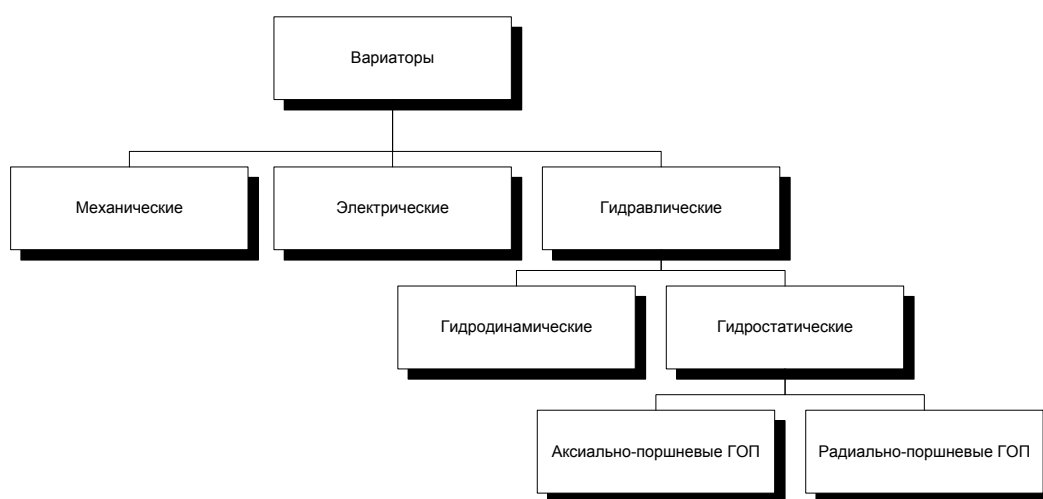 Вариаторы
Механические
Электрические
Гидравлические
Гидродинамические
Гидростатические
Аксиально-поршневые ГОП
Радиально-поршневые ГОП